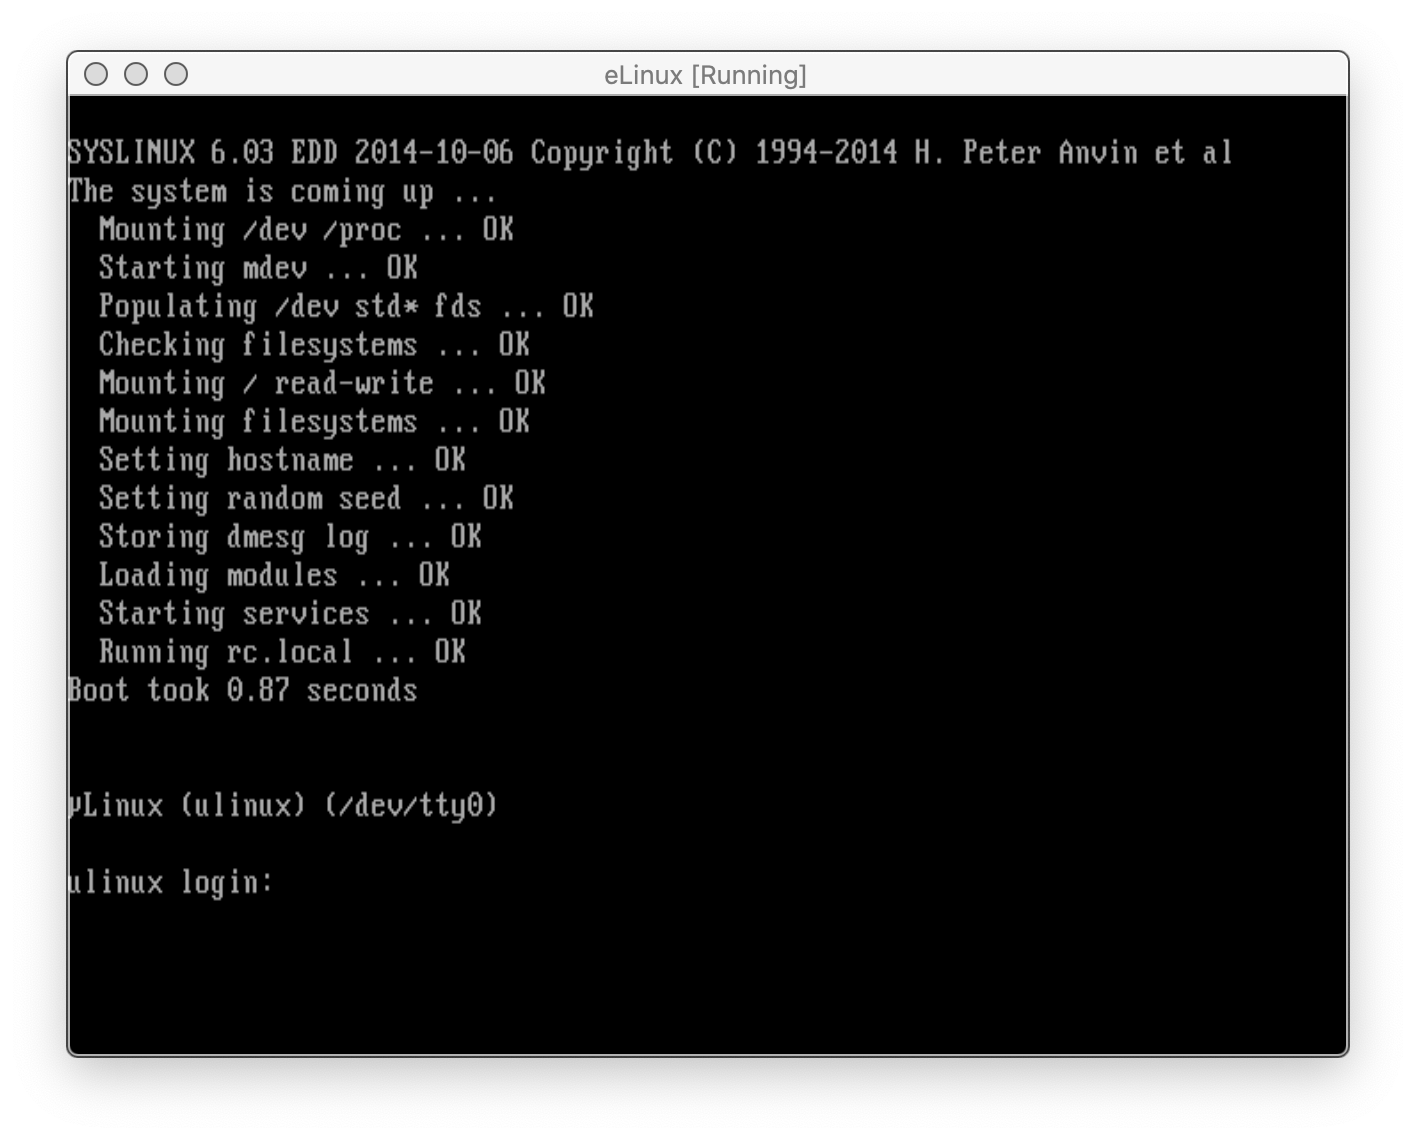 eLinux [Running]
SYSLINUX 6.03 EDD 2014-10-06 Copyright (C) 1994-2014 H. Peter Anvin et al
The system is coming up ...
Mounting /dev /proc ... OK
Starting mdev ... OK
Populating /dev std* fds ... OK
Checking filesystems ... OK
Mounting / read-write ... OK
Mounting filesystems ... OK
Setting hostname ... OK
Setting random seed ... OK
Storing dmesg log ... OK
Loading modules ... OK
Starting services ... OK
Running rc.local ... OK
Boot took 0.87 seconds
µLinux (ulinux) (/dev/tty0)
ulinux login: